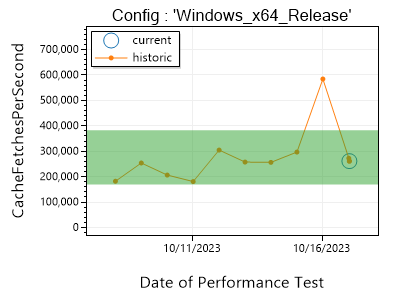 Config : 'Windows_x64_Release'
current
historic
CacheFetchesPerSecond
700,000
600,000
500,000
400,000
300,000
200,000
100,000
0
10/11/2023
10/16/2023
Date of Performance Test